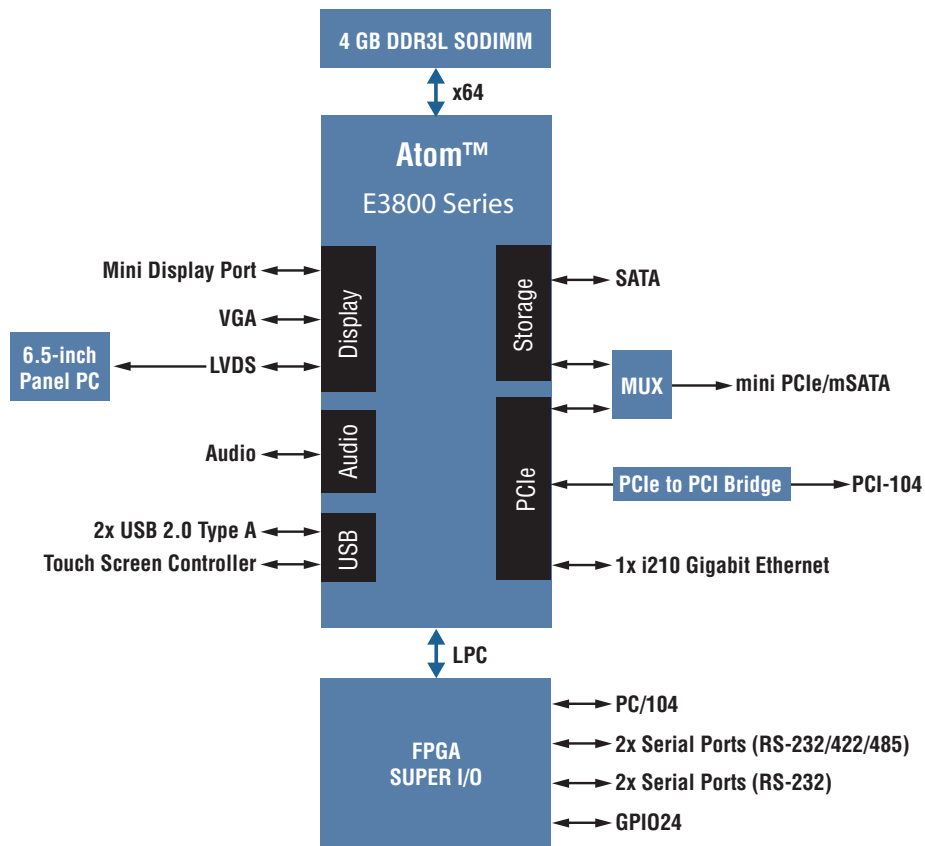 4 GB DDR3L SODIMM
x64
Atom™
E3800 Series
Mini Display Port
VGA
LVDS
6.5-inch
Panel PC
Display
Audio
Audio
2x USB 2.0 Type A
Touch Screen Controller
USB
Storage
SATA
MUX
mini PCIe/mSATA
PCIe
PCIe to PCI Bridge
PCI-104
1x i210 Gigabit Ethernet
LPC
FPGA
SUPER I/O
PC/104
2x Serial Ports (RS-232/422/485)
2x Serial Ports (RS-232)
GPIO24